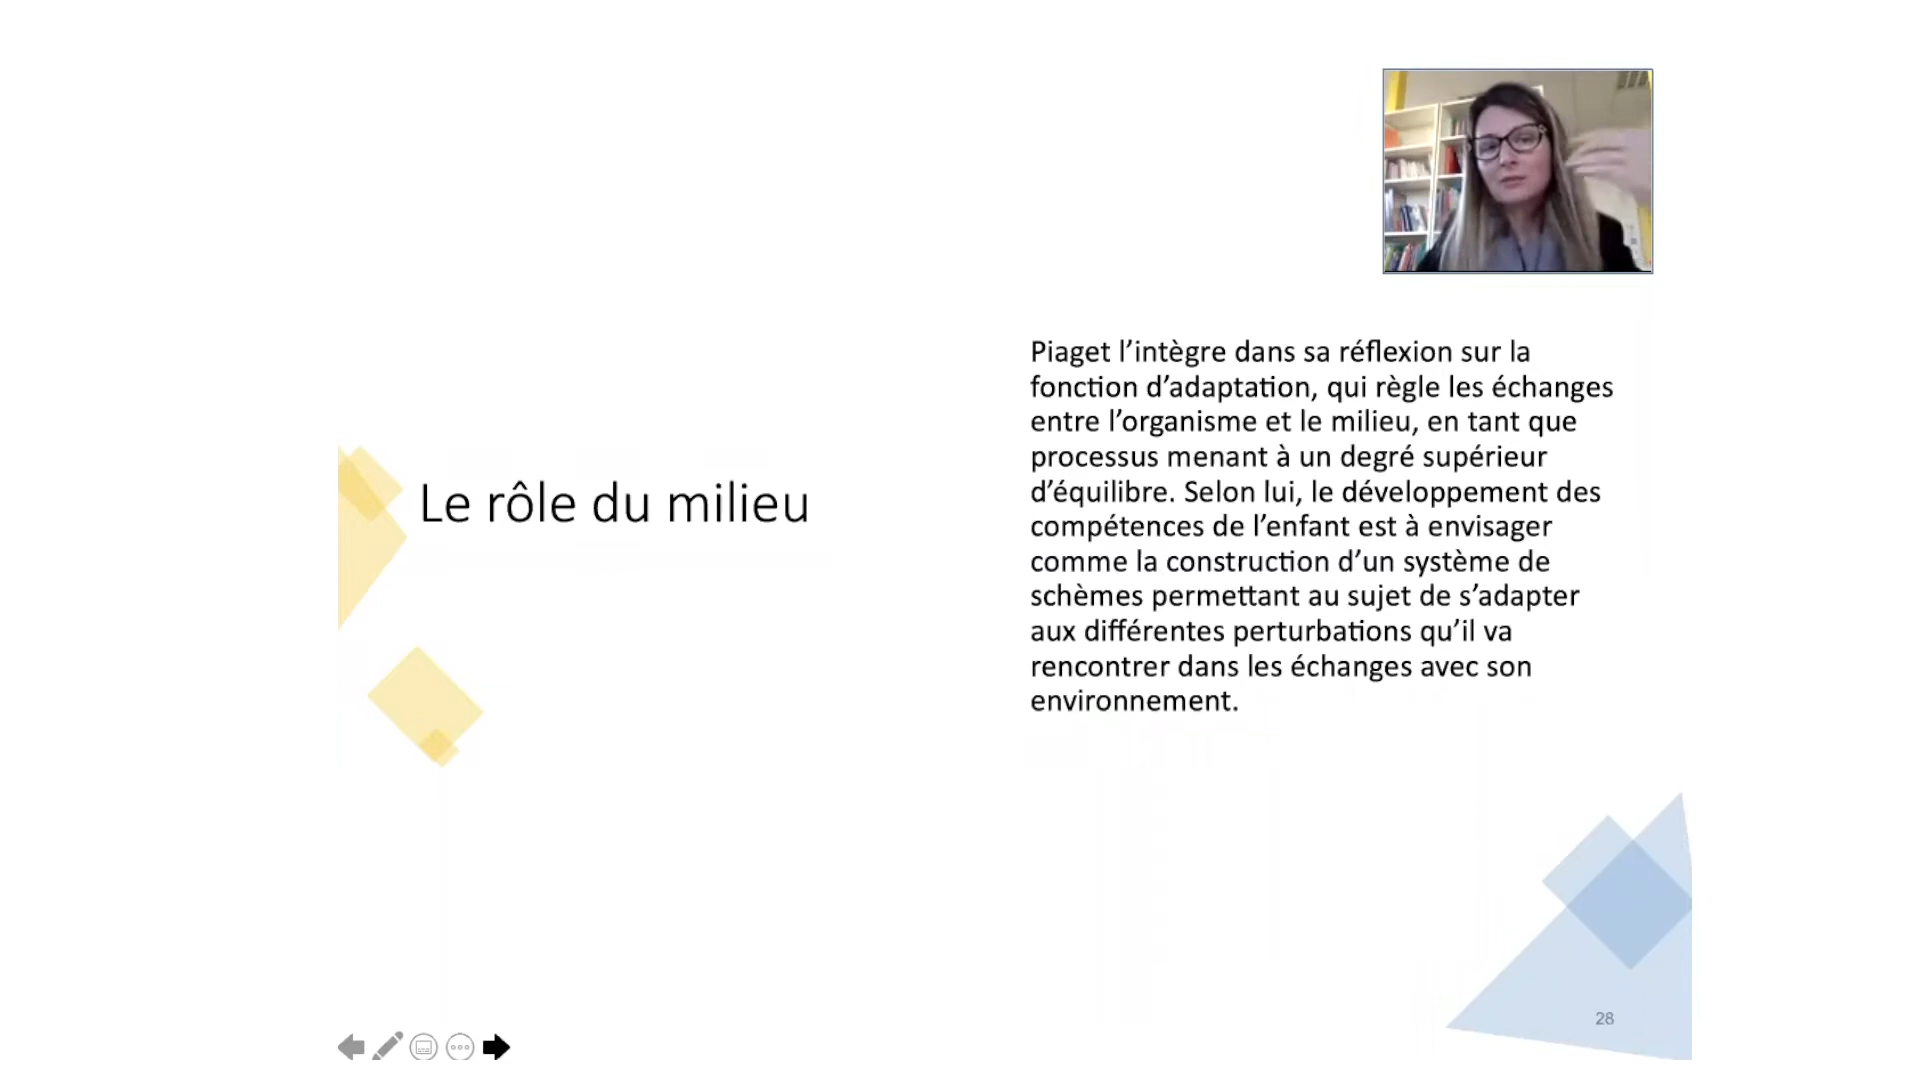 Le rôle du milieu
Piaget l’intègre dans sa réflexion sur la
fonction d’adaptation, qui règle les échanges
entre l’organisme et le milieu, en tant que
processus menant à un degré supérieur
d’équilibre. Selon lui, le développement des
compétences de l’enfant est à envisager
comme la construction d’un système de
schèmes permettant au sujet de s’adapter
aux différentes perturbations qu’il va
rencontrer dans les échanges avec son
environnement.
28